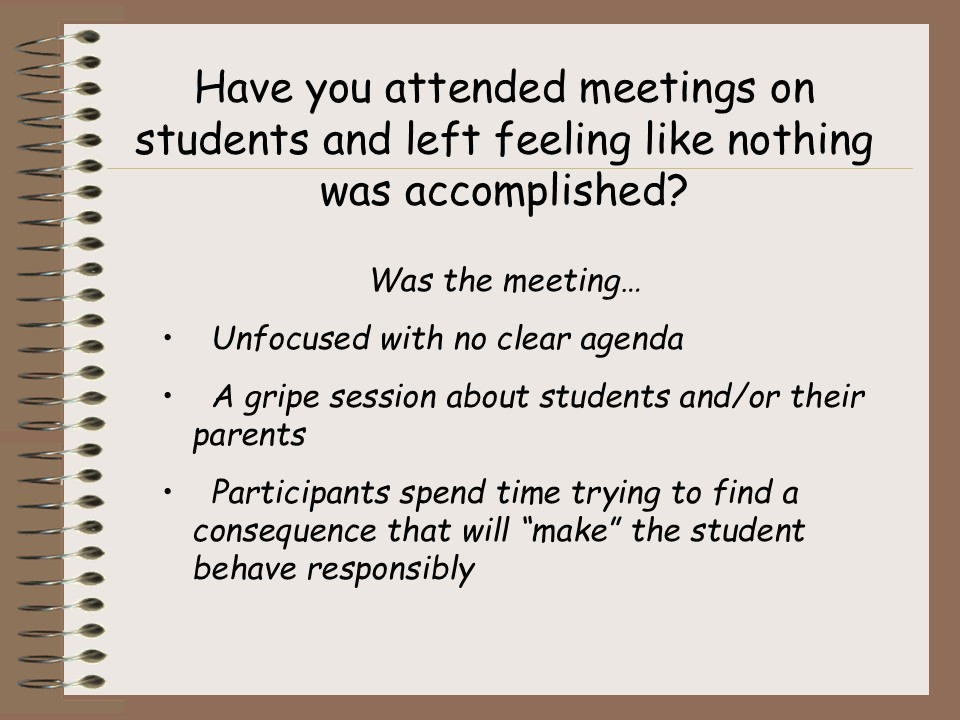 Have you attended meetings on
students and left feeling like nothing
was accomplished?
Was the meeting…
• Unfocused with no clear agenda
• A gripe session about students and/or their
parents
• Participants spend time trying to find a
consequence that will “make” the student
behave responsibly